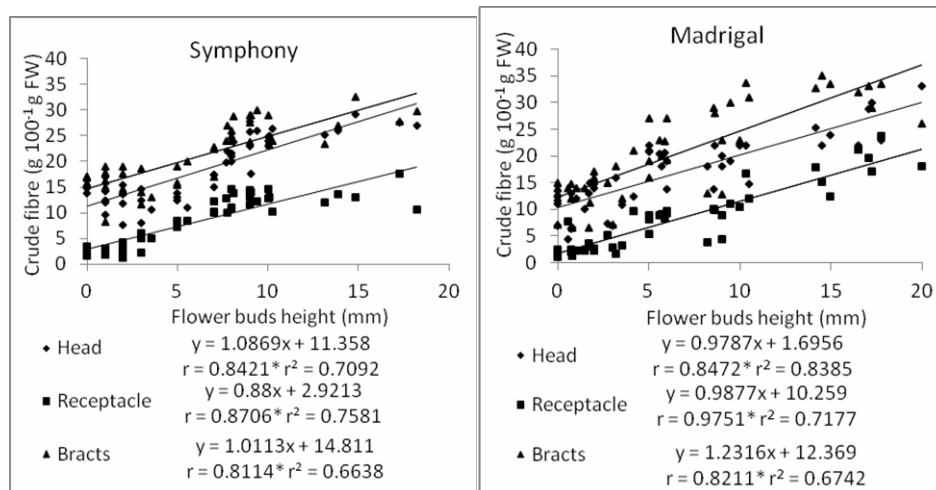 Symphony
Crude fibre (g 100⁻¹ g FW)
40
35
30
25
20
15
10
5
0
0 5 10 15 20
Flower buds height (mm)
Head
y = 1.0869x + 11.358
r = 0.8421* r² = 0.7092
Receptacle
y = 0.88x + 2.9213
r = 0.8706* r² = 0.7581
Bracts
y = 1.0113x + 14.811
r = 0.8114* r² = 0.6638
Madrigal
Crude fibre (g 100⁻¹ g FW)
40
35
30
25
20
15
10
5
0
0 5 10 15 20
Flower buds height (mm)
Head
y = 0.9787x + 1.6956
r = 0.8472* r² = 0.8385
Receptacle
y = 0.9877x + 10.259
r = 0.9751* r² = 0.7177
Bracts
y = 1.2316x + 12.369
r = 0.8211* r² = 0.6742